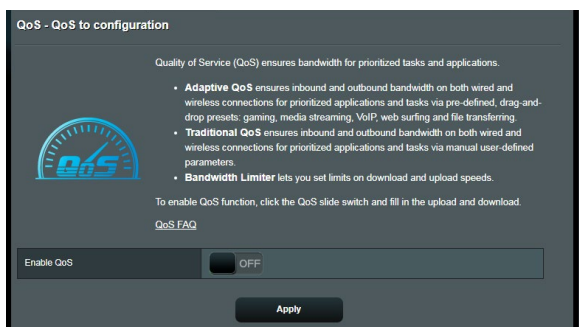 QoS - QoS to configuration
Quality of Service (QoS) ensures bandwidth for prioritized tasks and applications.
• Adaptive QoS ensures inbound and outbound bandwidth on both wired and
wireless connections for prioritized applications and tasks via pre-defined, drag-and-
drop presets: gaming, media streaming, VoIP, web surfing and file transferring.
• Traditional QoS ensures inbound and outbound bandwidth on both wired and
wireless connections for prioritized applications and tasks via manual user-defined
parameters.
• Bandwidth Limiter lets you set limits on download and upload speeds.
QoS
To enable QoS function, click the QoS slide switch and fill in the upload and download.
QoS FAQ
Enable QoS
OFF
Apply